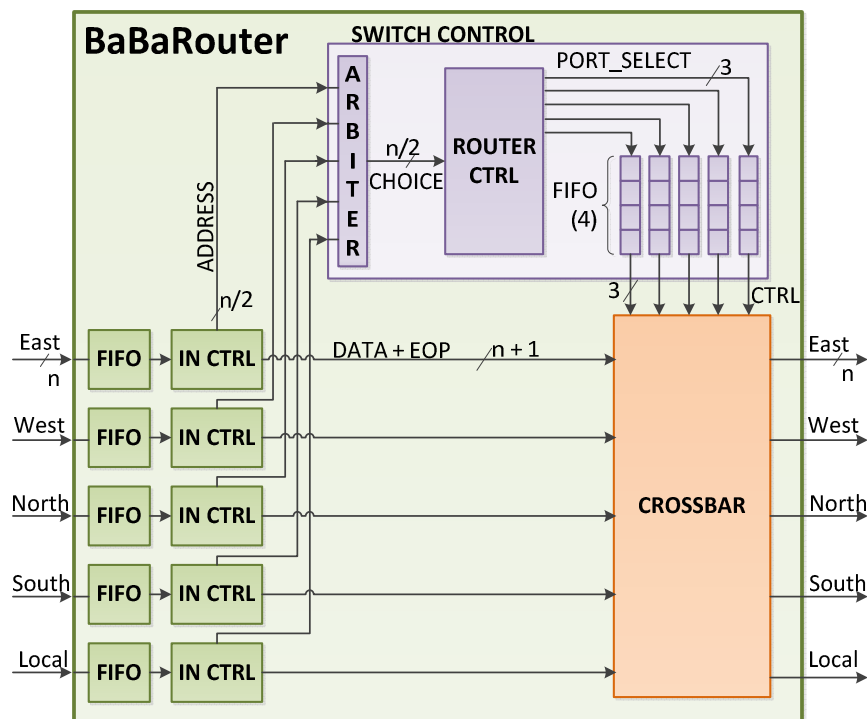 BaBaRouter
SWITCH CONTROL
PORT_SELECT
3
ARBITER
n/2
CHOICE
ROUTER
CTRL
FIFO
(4)
ADDRESS
n/2
3
CTRL
East
n
FIFO
IN CTRL
DATA + EOP
n + 1
East
n
West
FIFO
IN CTRL
West
North
FIFO
IN CTRL
CROSSBAR
North
South
FIFO
IN CTRL
South
Local
FIFO
IN CTRL
Local